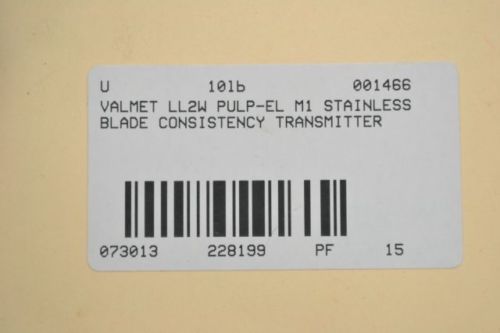 U 10lb 001466
VALMET LL2W PULP-EL M1 STAINLESS
BLADE CONSISTENCY TRANSMITTER
073013 228199 PF 15